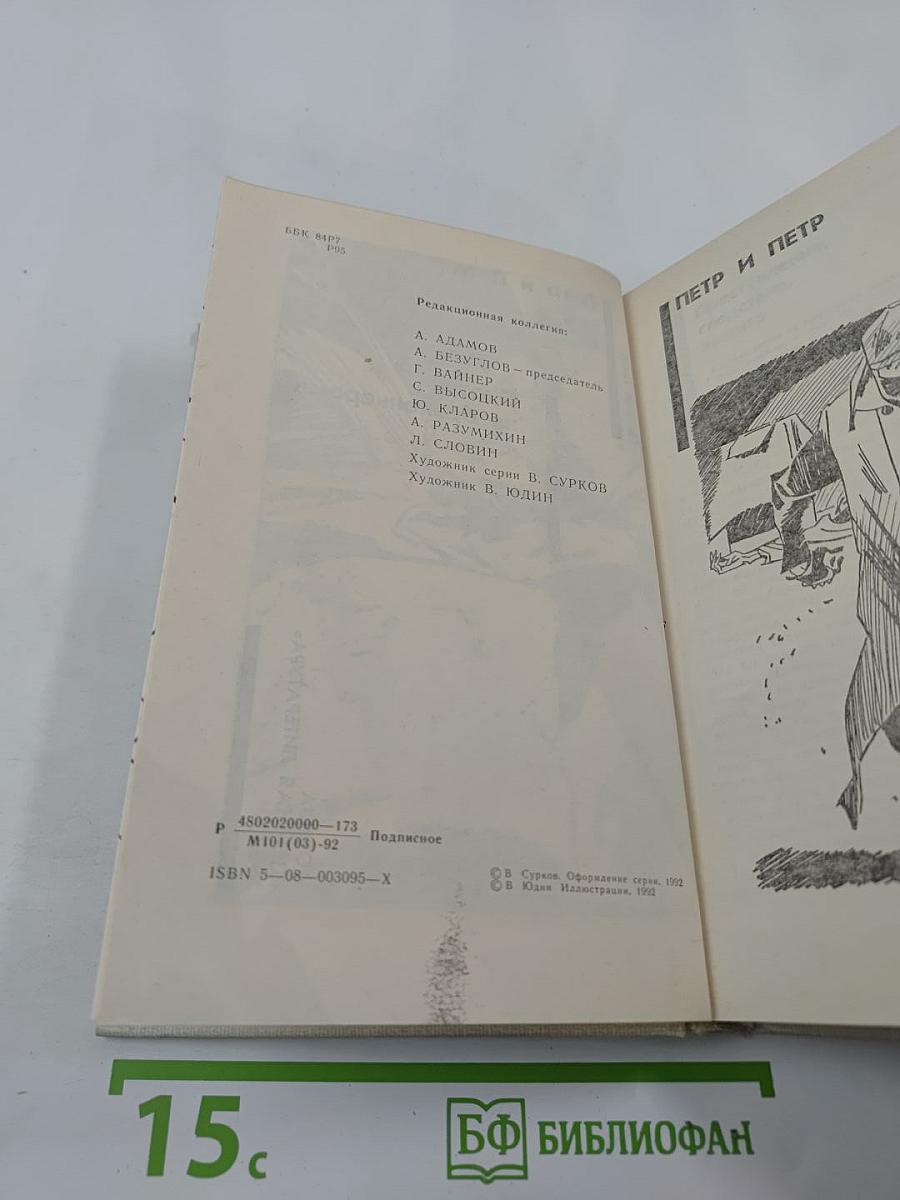 ББК 84Р7
Р95
Редакционная коллегия:
А. АДАМОВ
А. БЕЗУГЛОВ — председатель
Г. ВАЙНЕР
С. ВЫСОЦКИЙ
Ю. КЛАРОВ
А. РАЗУМИХИН
Л. СЛОВИН
Художник серии В. СУРКОВ
Художник В. ЮДИН
Р 4802020000—173 Подписное
М101(03)-92
ISBN 5—08—003095—Х
© В Сурков. Оформление серии, 1992
© В Юдин Иллюстрации, 1992
ПЕТР И ПЕТР
15 с
БФ БИБЛИОФАН